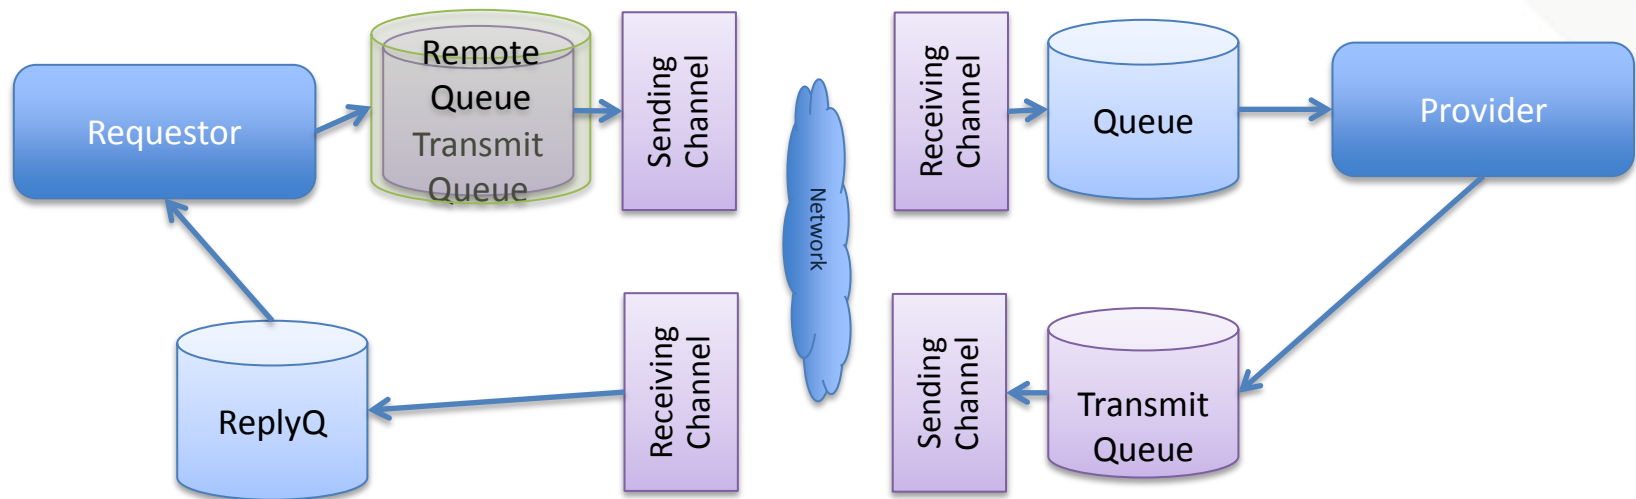 Requestor
Remote
Queue
Transmit
Queue
Sending
Channel
Network
Receiving
Channel
Queue
Provider
ReplyQ
Receiving
Channel
Sending
Channel
Transmit
Queue